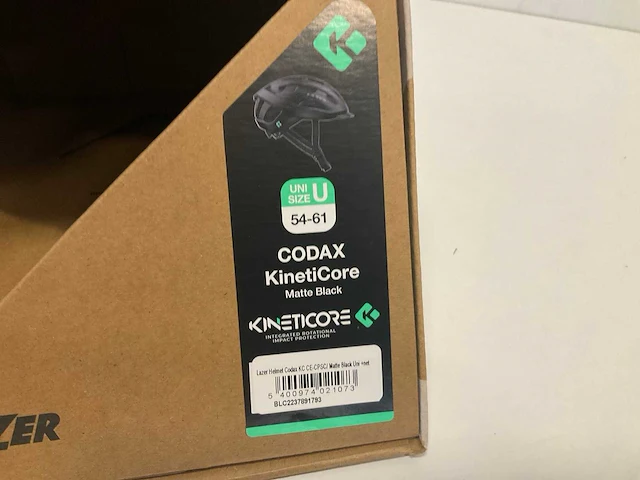 UNI
SIZE U
54-61
CODAX
KinetiCore
Matte Black
KINETICORE
INTEGRATED ROTATIONAL
IMPACT PROTECTION
Lazer Helmet Codax KC CE-CPSC/ Matte Black Uni +net
5 400974 021073
BLC2237891793
ZER